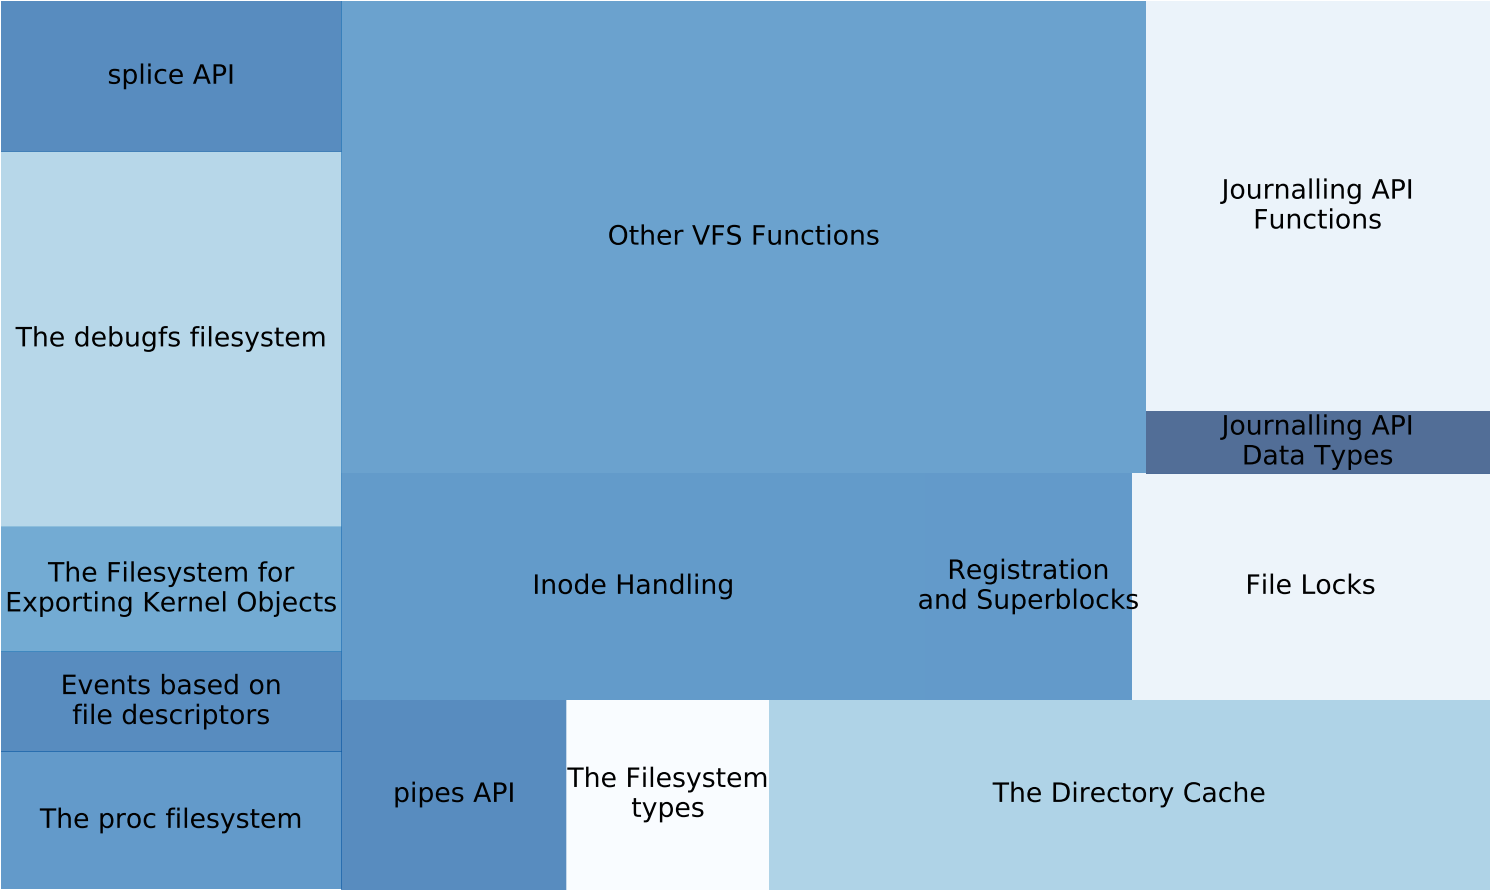 splice API
The debugfs filesystem
The Filesystem for
Exporting Kernel Objects
Events based on
file descriptors
The proc filesystem
Other VFS Functions
Inode Handling
Registration
and Superblocks
pipes API
The Filesystem
types
The Directory Cache
Journalling API
Functions
Journalling API
Data Types
File Locks